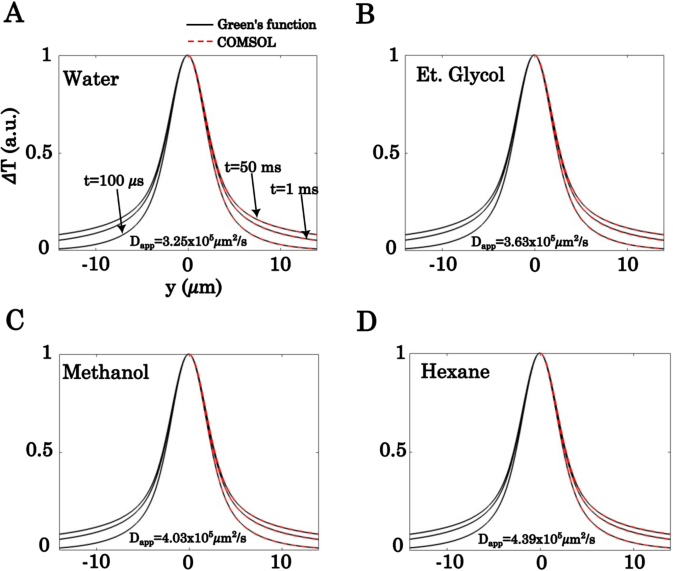 A
Green's function
COMSOL
Water
ΔT (a.u.)
1
0.5
0
t=100 μs
t=50 ms
t=1 ms
Dapp=3.25x10⁵μm²/s
-10 0 10
y (μm)
B
Et. Glycol
1
0.5
0
Dapp=3.63x10⁵μm²/s
-10 0 10
C
Methanol
1
0.5
0
Dapp=4.03x10⁵μm²/s
-10 0 10
D
Hexane
1
0.5
0
Dapp=4.39x10⁵μm²/s
-10 0 10